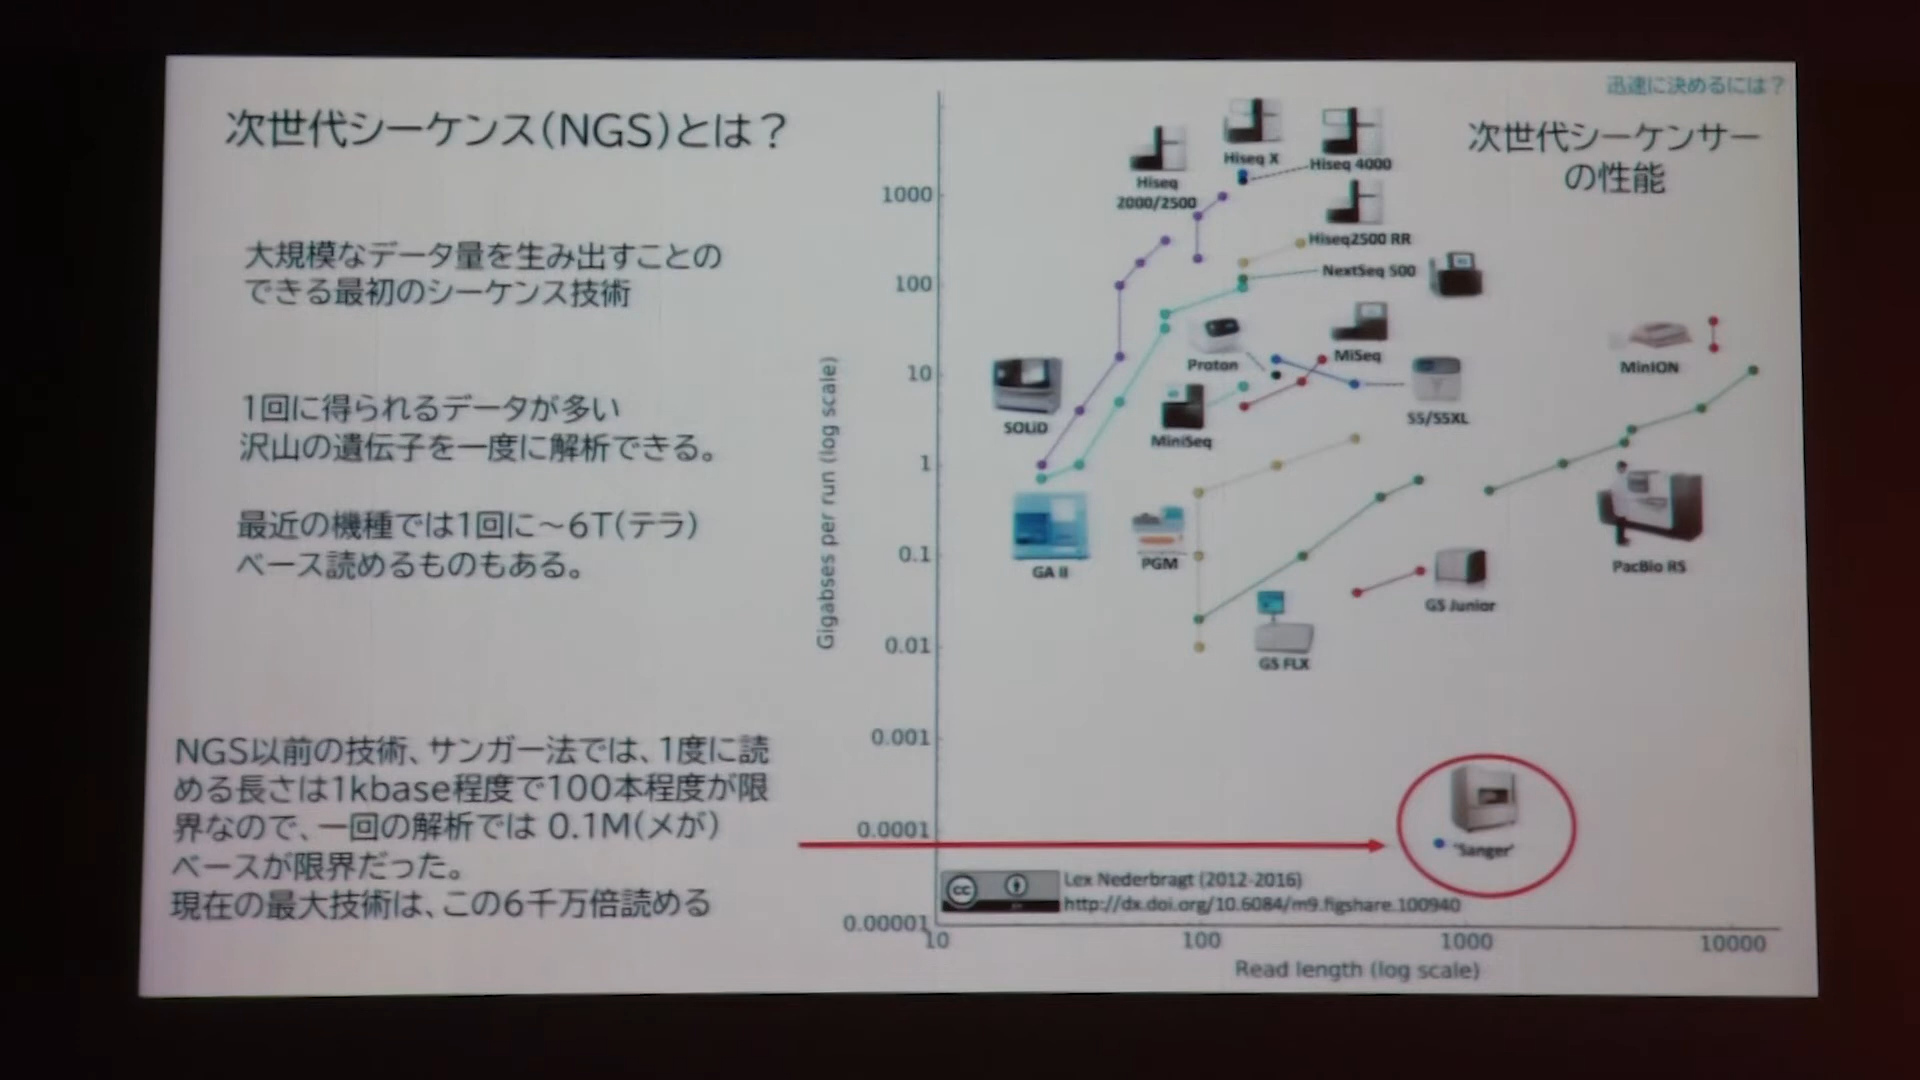 迅速に決めるには？
次世代シーケンス(NGS)とは？
大規模なデータ量を生み出すことの
できる最初のシーケンス技術
1回に得られるデータが多い
沢山の遺伝子を一度に解析できる。
最近の機種では1回に〜6T(テラ)
ベース読めるものもある。
NGS以前の技術、サンガー法では、1度に読
める長さは1kbase程度で100本程度が限
界なので、一回の解析では 0.1M(メが)
ベースが限界だった。
現在の最大技術は、この6千万倍読める
次世代シーケンサー
の性能
Gigabses per run (log scale)
1000
100
10
1
0.1
0.01
0.001
0.0001
0.00001
Hiseq
2000/2500
Hiseq X
Hiseq 4000
Hiseq2500 RR
NextSeq 500
Proton
MiSeq
MinION
SOLiD
MiniSeq
S5/S5XL
GA II
PGM
PacBio RS
GS Junior
GS FLX
'Sanger'
cc
Lex Nederbragt (2012-2016)
http://dx.doi.org/10.6084/m9.figshare.100940
10
100
1000
10000
Read length (log scale)